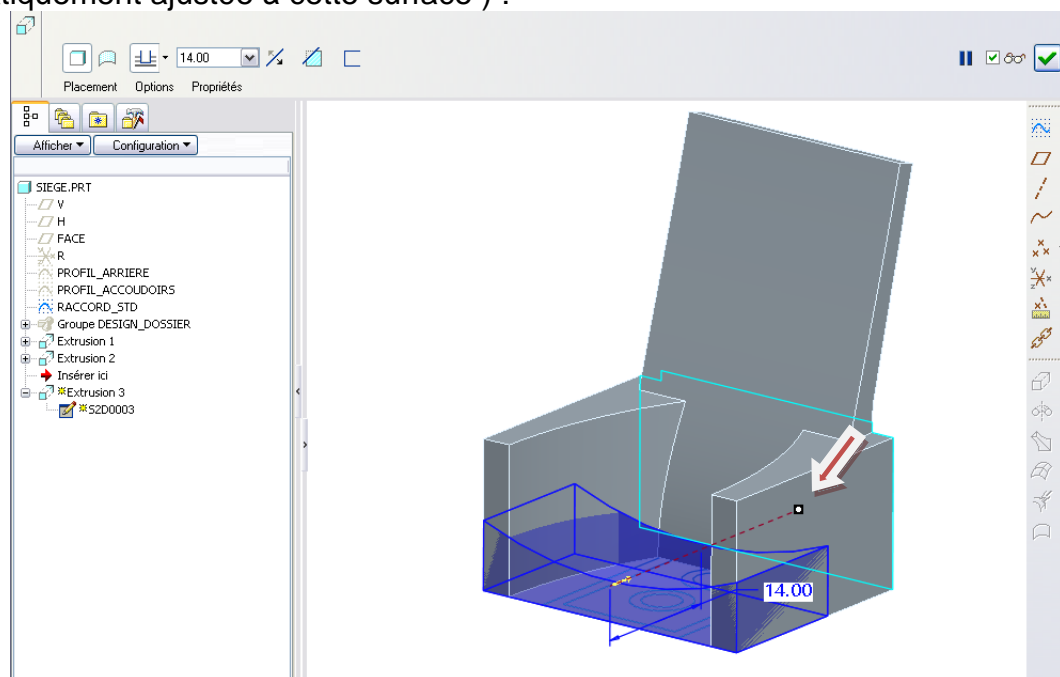 tiquement ajustée à cette surface ) :
14.00
Placement Options Propriétés
Afficher Configuration
SIEGE.PRT
V
H
FACE
R
PROFIL_ARRIERE
PROFIL_ACCOUDOIRS
RACCORD_STD
Groupe DESIGN_DOSSIER
Extrusion 1
Extrusion 2
Insérer ici
Extrusion 3
S2D0003
14.00